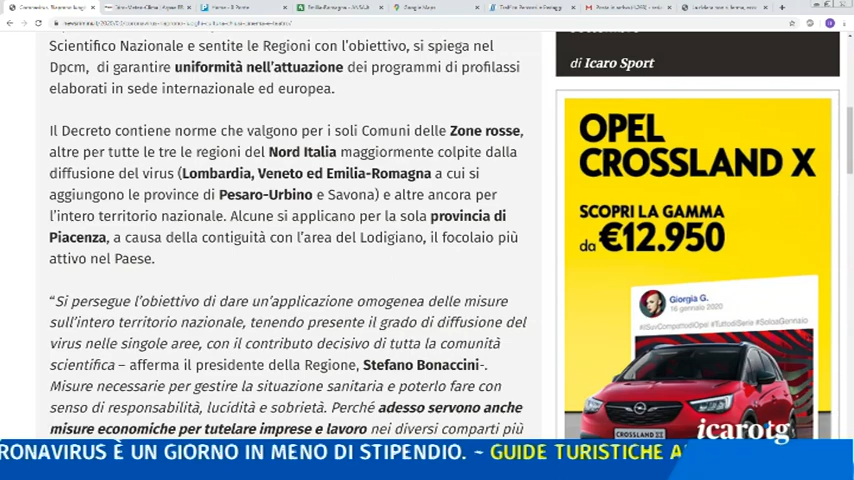 Scientifico Nazionale e sentite le Regioni con l'obiettivo, si spiega nel
Dpcm, di garantire uniformità nell'attuazione dei programmi di profilassi
elaborati in sede internazionale ed europea.
Il Decreto contiene norme che valgono per i soli Comuni delle Zone rosse,
altre per tutte le tre le regioni del Nord Italia maggiormente colpite dalla
diffusione del virus (Lombardia, Veneto ed Emilia-Romagna a cui si
aggiungono le province di Pesaro-Urbino e Savona) e altre ancora per
l'intero territorio nazionale. Alcune si applicano per la sola provincia di
Piacenza, a causa della contiguità con l'area del Lodigiano, il focolaio più
attivo nel Paese.
"Si persegue l'obiettivo di dare un'applicazione omogenea delle misure
sull'intero territorio nazionale, tenendo presente il grado di diffusione del
virus nelle singole aree, con il contributo decisivo di tutta la comunità
scientifica – afferma il presidente della Regione, Stefano Bonaccini-.
Misure necessarie per gestire la situazione sanitaria e poterlo fare con
senso di responsabilità, lucidità e sobrietà. Perché adesso servono anche
misure economiche per tutelare imprese e lavoro nei diversi comparti più
di Icaro Sport
OPEL
CROSSLAND X
SCOPRI LA GAMMA
da €12.950
Giorgia G.
16 gennaio 2020
#iSuvCompattodiOpel #TuttodiSerie #SoloaGennaio
CROSSLAND X
icarotg
ORONAVIRUS È UN GIORNO IN MENO DI STIPENDIO. ~ GUIDE TURISTICHE A